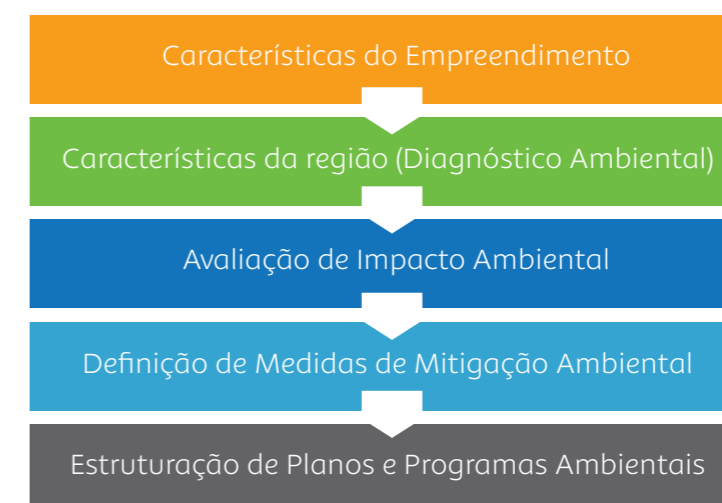 Características do Empreendimento
Características da região (Diagnóstico Ambiental)
Avaliação de Impacto Ambiental
Definição de Medidas de Mitigação Ambiental
Estruturação de Planos e Programas Ambientais